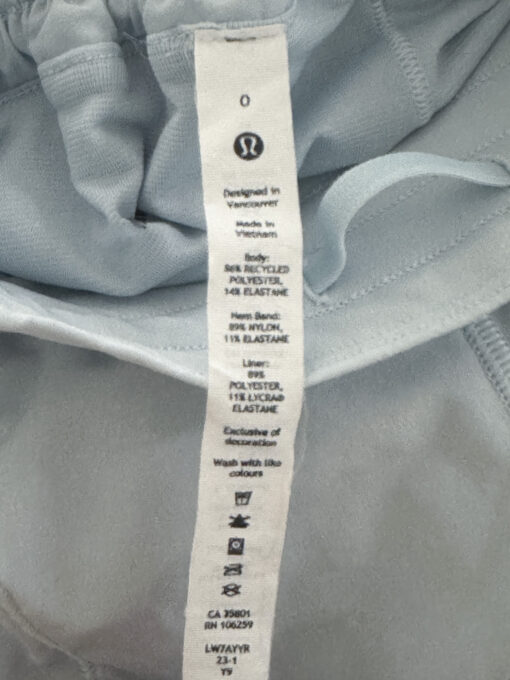 0
Designed in
Vancouver
Made in
Vietnam
Body:
86% RECYCLED
POLYESTER,
14% ELASTANE
Hem Band:
89% NYLON,
11% ELASTANE
Liner:
89%
POLYESTER,
11% LYCRA®
ELASTANE
Exclusive of
decoration
Wash with like
colours
CA 35801
RN 106259
LW7AYYR
23-1
Y9